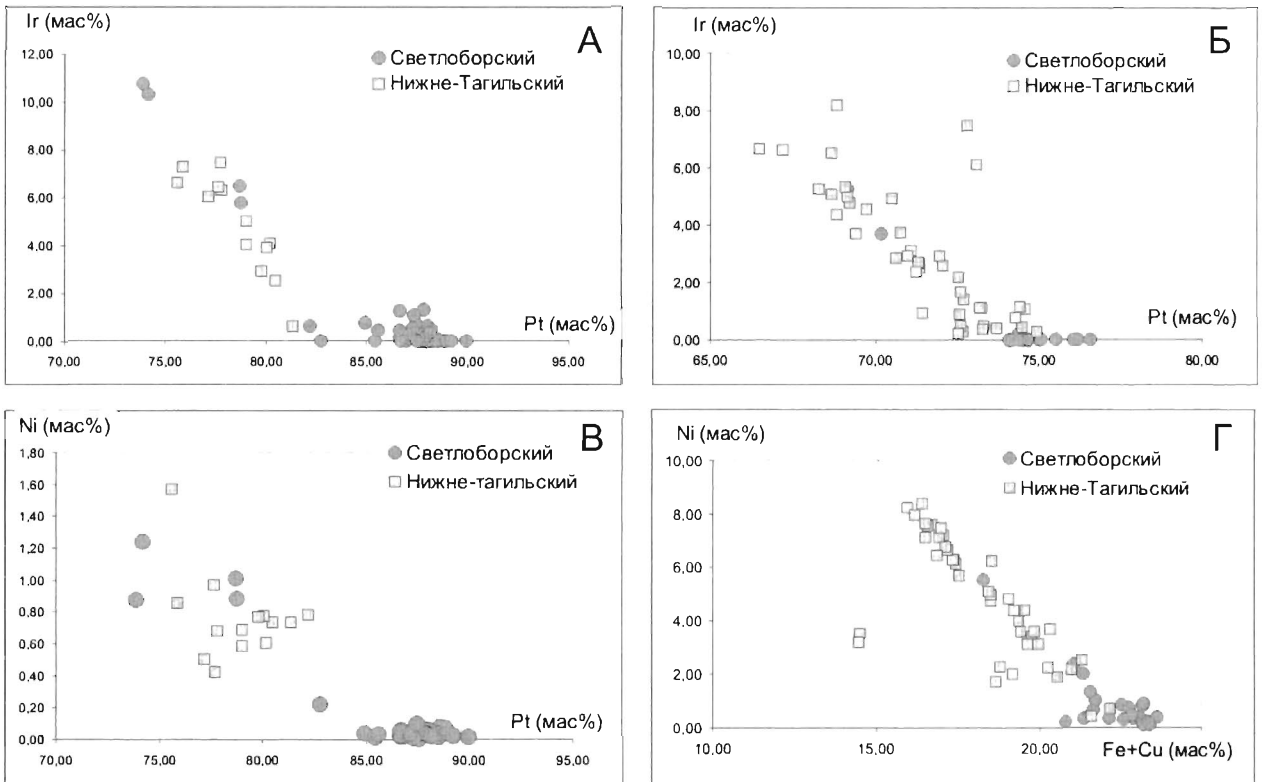 Ir (мас%)
А
12,00
10,00
8,00
6,00
4,00
2,00
0,00
Светлоборский
Нижне-Тагильский
Pt (мас%)
70,00 75,00 80,00 85,00 90,00 95,00
Ir (мас%)
Б
10,00
8,00
6,00
4,00
2,00
0,00
Светлоборский
Нижне-Тагильский
Pt (мас%)
65,00 70,00 75,00 80,00
Ni (мас%)
В
1,80
1,60
1,40
1,20
1,00
0,80
0,60
0,40
0,20
0,00
Светлоборский
Нижне-тагильский
Pt (мас%)
70,00 75,00 80,00 85,00 90,00 95,00
Ni (мас%)
Г
10,00
8,00
6,00
4,00
2,00
0,00
Светлоборский
Нижне-Тагильский
10,00 15,00 20,00 Fe+Cu (мас%)